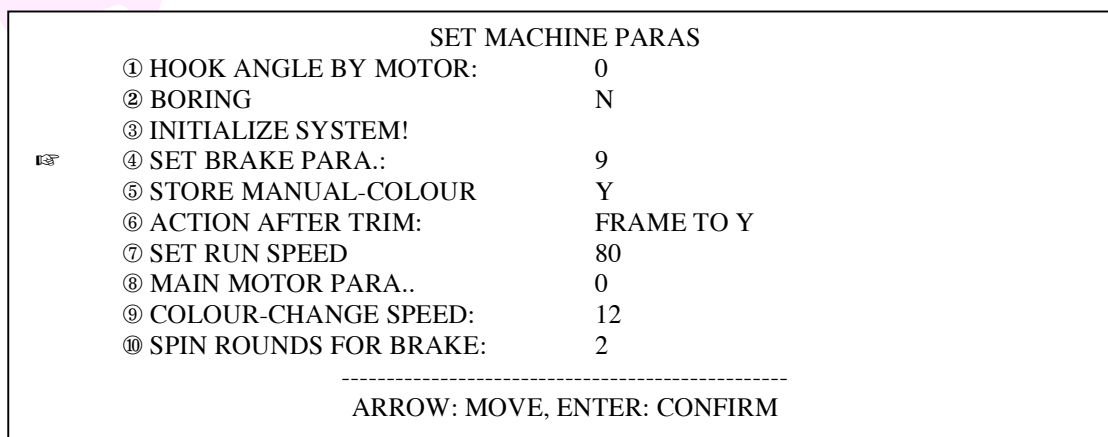 SET MACHINE PARAS
① HOOK ANGLE BY MOTOR: 0
② BORING N
③ INITIALIZE SYSTEM!
☞ ④ SET BRAKE PARA.: 9
⑤ STORE MANUAL-COLOUR Y
⑥ ACTION AFTER TRIM: FRAME TO Y
⑦ SET RUN SPEED 80
⑧ MAIN MOTOR PARA.. 0
⑨ COLOUR-CHANGE SPEED: 12
⑩ SPIN ROUNDS FOR BRAKE: 2
--------------------------------------------------
ARROW: MOVE, ENTER: CONFIRM